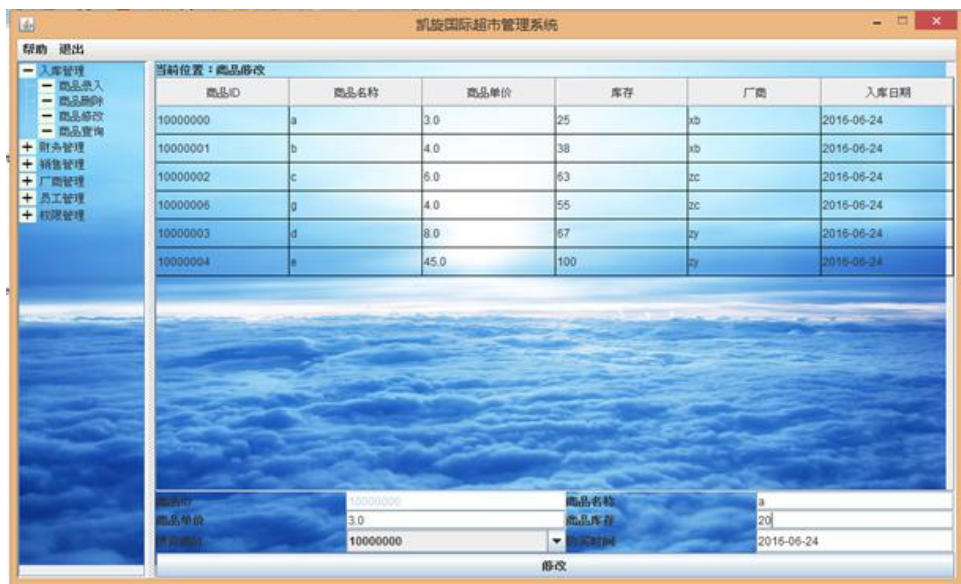 凯旋国际超市管理系统
帮助 退出
入库管理
商品录入
商品删除
商品修改
商品查询
财务管理
销售管理
厂商管理
员工管理
权限管理
当前位置：商品修改
商品ID 商品名称 商品单价 库存 厂商 入库日期
10000000 a 3.0 25 xb 2016-06-24
10000001 b 4.0 38 xb 2016-06-24
10000002 c 6.0 63 zc 2016-06-24
10000006 g 4.0 55 zc 2016-06-24
10000003 d 8.0 67 zy 2016-06-24
10000004 e 45.0 100 zy 2016-06-24
商品ID 10000000 商品名称 a
商品单价 3.0 商品库存 20
10000000 购买时间 2016-06-24
修改